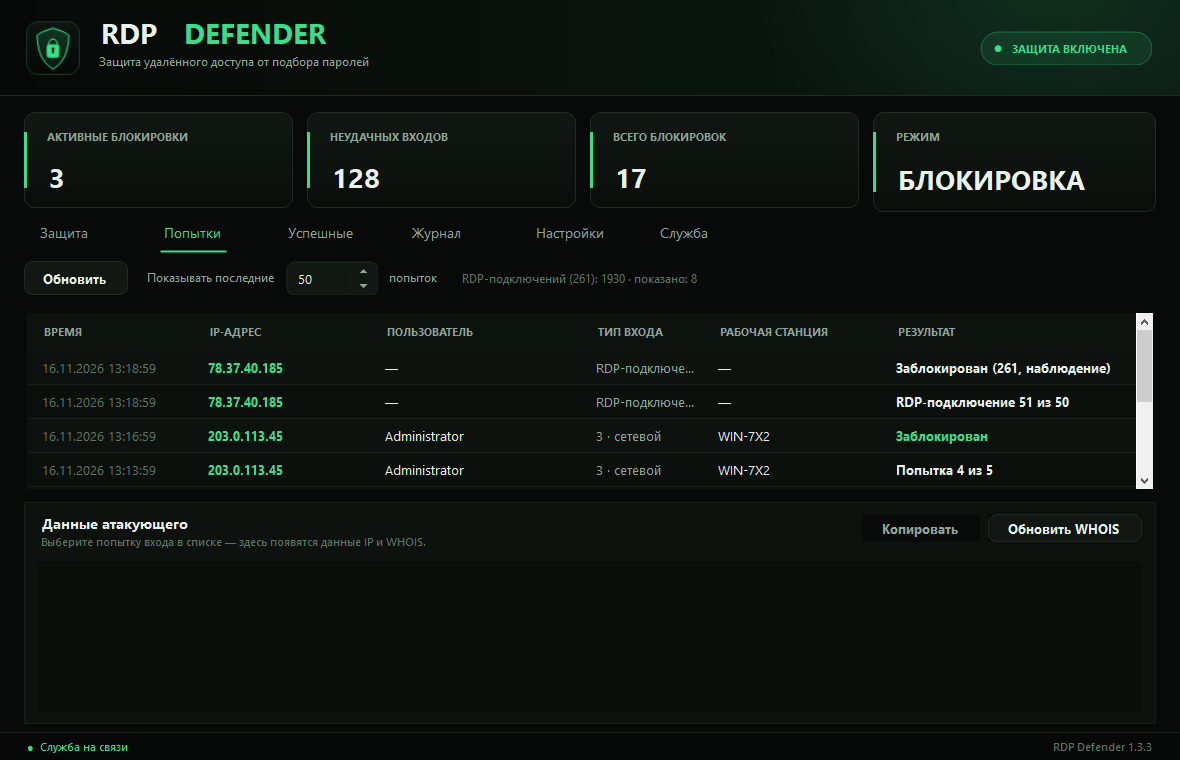 RDP DEFENDER
Защита удалённого доступа от подбора паролей
ЗАЩИТА ВКЛЮЧЕНА
АКТИВНЫЕ БЛОКИРОВКИ
3
НЕУДАЧНЫХ ВХОДОВ
128
ВСЕГО БЛОКИРОВОК
17
РЕЖИМ
БЛОКИРОВКА
Защита Попытки Успешные Журнал Настройки Служба
Обновить Показывать последние 50 попыток RDP-подключений (261): 1930 · показано: 8
ВРЕМЯ IP-АДРЕС ПОЛЬЗОВАТЕЛЬ ТИП ВХОДА РАБОЧАЯ СТАНЦИЯ РЕЗУЛЬТАТ
16.11.2026 13:18:59 78.37.40.185 — RDP-подключе... — Заблокирован (261, наблюдение)
16.11.2026 13:18:59 78.37.40.185 — RDP-подключе... — RDP-подключение 51 из 50
16.11.2026 13:16:59 203.0.113.45 Administrator 3 · сетевой WIN-7X2 Заблокирован
16.11.2026 13:13:59 203.0.113.45 Administrator 3 · сетевой WIN-7X2 Попытка 4 из 5
Данные атакующего
Выберите попытку входа в списке — здесь появятся данные IP и WHOIS.
Копировать Обновить WHOIS
Служба на связи
RDP Defender 1.3.3